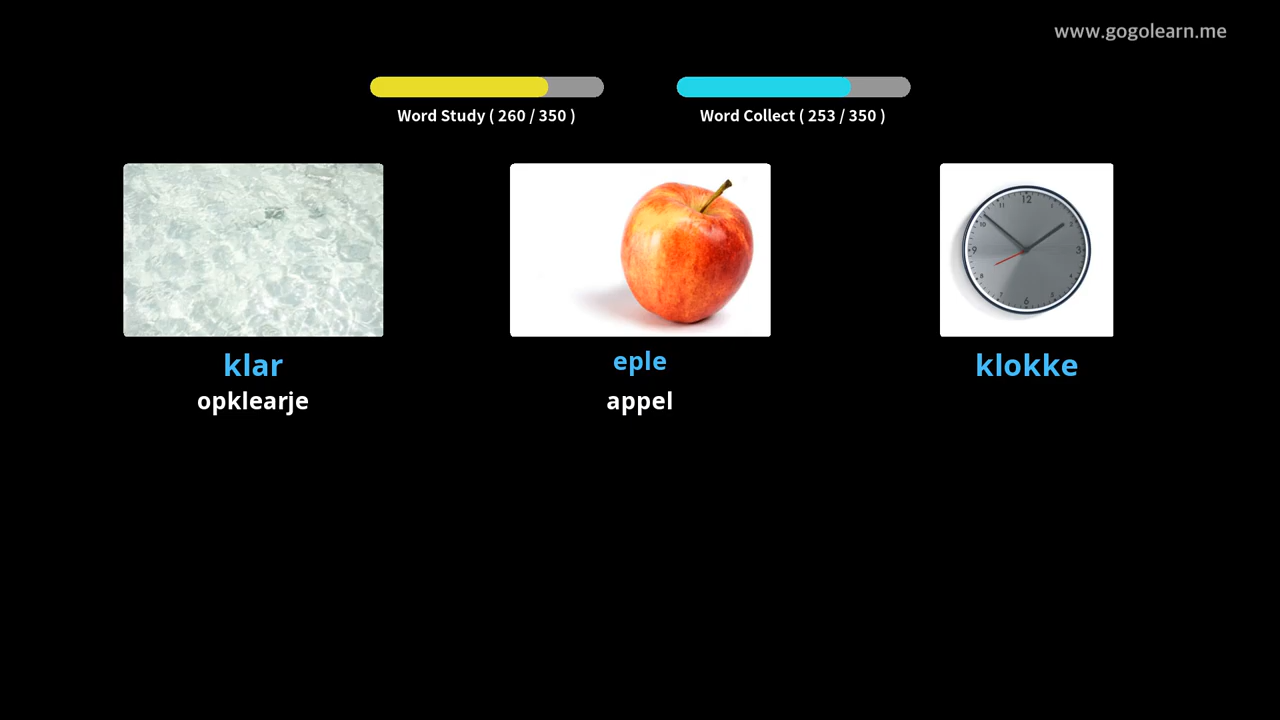 www.gogolearn.me
Word Study ( 260 / 350 )
Word Collect ( 253 / 350 )
klar
opklearje
eple
appel
klokke